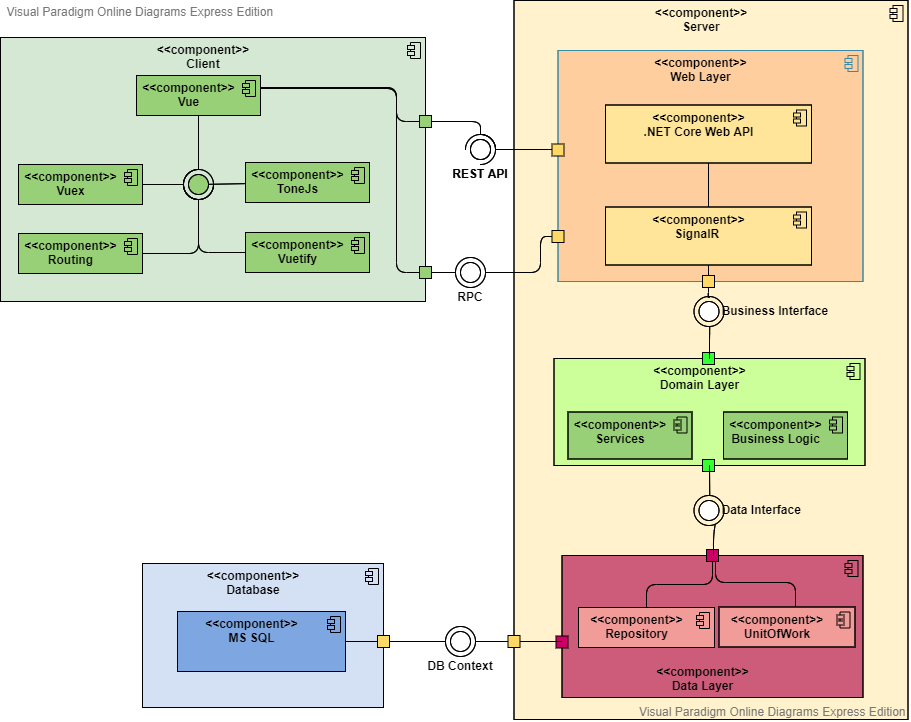 Visual Paradigm Online Diagrams Express Edition
<<component>>
Client
<<component>>
Vue
<<component>>
Vuex
<<component>>
ToneJs
<<component>>
Routing
<<component>>
Vuetify
REST API
RPC
<<component>>
Server
<<component>>
Web Layer
<<component>>
.NET Core Web API
<<component>>
SignalR
Business Interface
<<component>>
Domain Layer
<<component>>
Services
<<component>>
Business Logic
Data Interface
<<component>>
Repository
<<component>>
UnitOfWork
<<component>>
Data Layer
<<component>>
Database
<<component>>
MS SQL
DB Context
Visual Paradigm Online Diagrams Express Edition